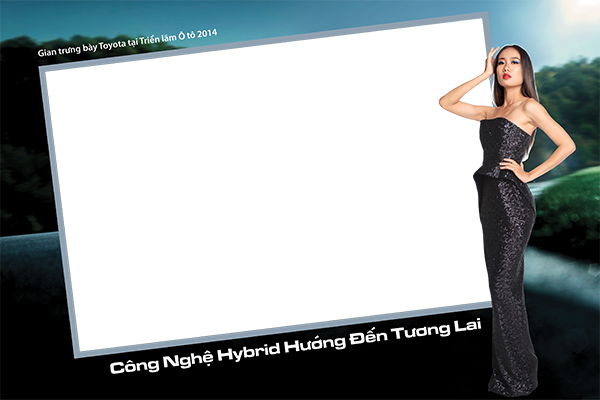 Gian trưng bày Toyota tại Triển lãm Ô tô 2014
Công Nghệ Hybrid Hướng Đến Tương Lai